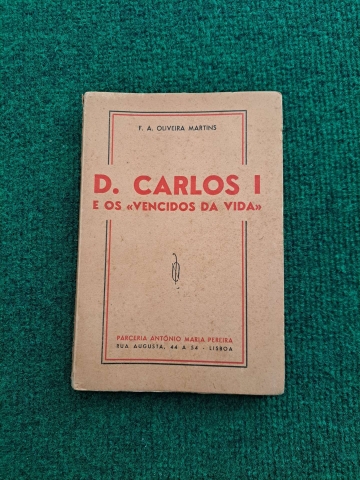 F. A. OLIVEIRA MARTINS
D. CARLOS I
E OS «VENCIDOS DA VIDA»
PARCERIA ANTÓNIO MARIA PEREIRA
RUA AUGUSTA, 44 A 54 - LISBOA